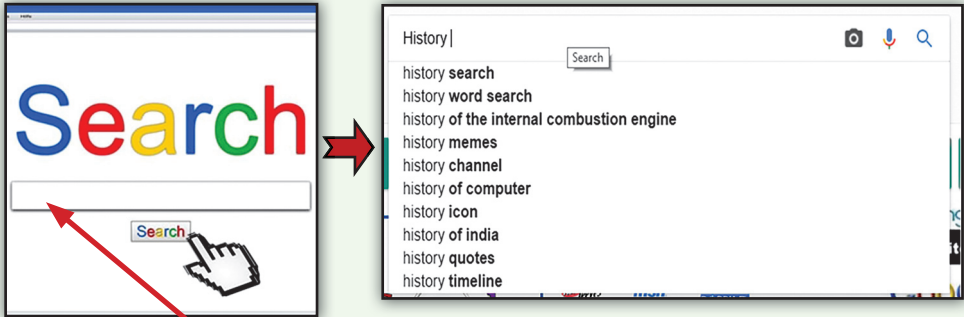 Search
Search
History
Search
history search
history word search
history of the internal combustion engine
history memes
history channel
history of computer
history icon
history of india
history quotes
history timeline